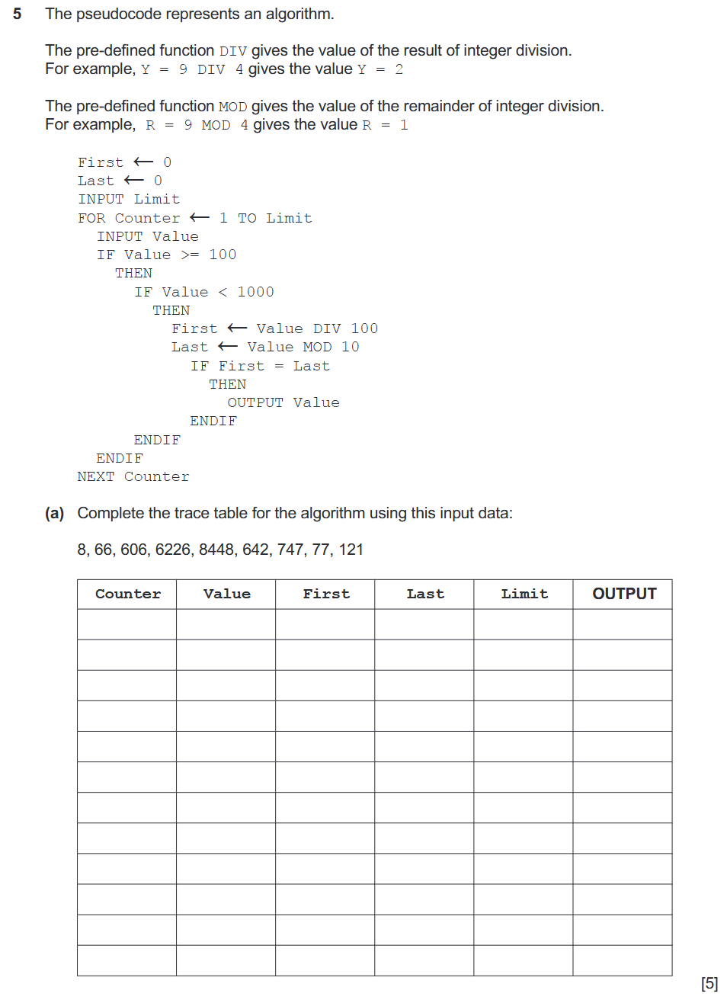 5 The pseudocode represents an algorithm.
The pre-defined function DIV gives the value of the result of integer division.
For example, Y = 9 DIV 4 gives the value Y = 2
The pre-defined function MOD gives the value of the remainder of integer division.
For example, R = 9 MOD 4 gives the value R = 1
First ← 0
Last ← 0
INPUT Limit
FOR Counter ← 1 TO Limit
INPUT Value
IF Value >= 100
THEN
IF Value < 1000
THEN
First ← Value DIV 100
Last ← Value MOD 10
IF First = Last
THEN
OUTPUT Value
ENDIF
ENDIF
ENDIF
NEXT Counter
(a) Complete the trace table for the algorithm using this input data:
8, 66, 606, 6226, 8448, 642, 747, 77, 121
Counter Value First Last Limit OUTPUT
[5]